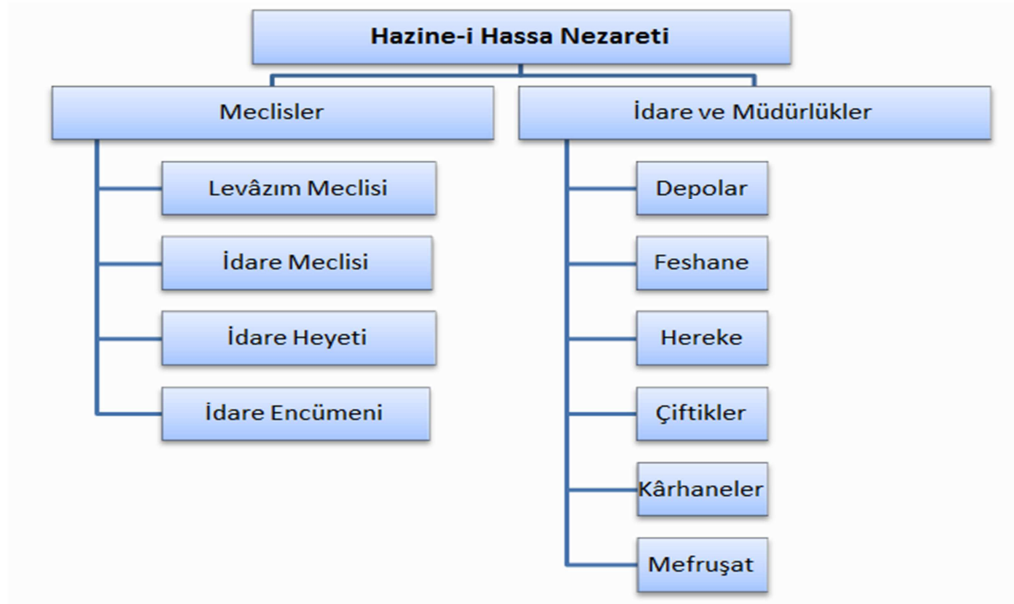 Hazine-i Hassa Nezareti
Meclisler
Levâzım Meclisi
İdare Meclisi
İdare Heyeti
İdare Encümeni
İdare ve Müdürlükler
Depolar
Feshane
Hereke
Çiftikler
Kârhaneler
Mefruşat